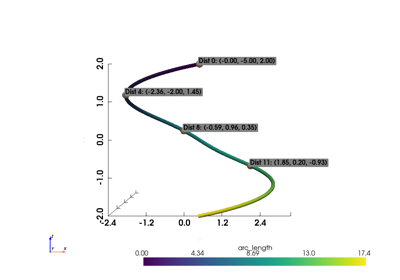 2.0
Dist 0: (-0.00, -5.00, 2.00)
Dist 4: (-2.36, -2.00, 1.45)
1.0
Dist 8: (-0.59, 0.96, 0.35)
0.0
Dist 11: (1.85, 0.20, -0.93)
-1.0
-2.0
-2.4 -1.2 0.0 1.2 2.4
arc_length
0.00 4.34 8.69 13.0 17.4